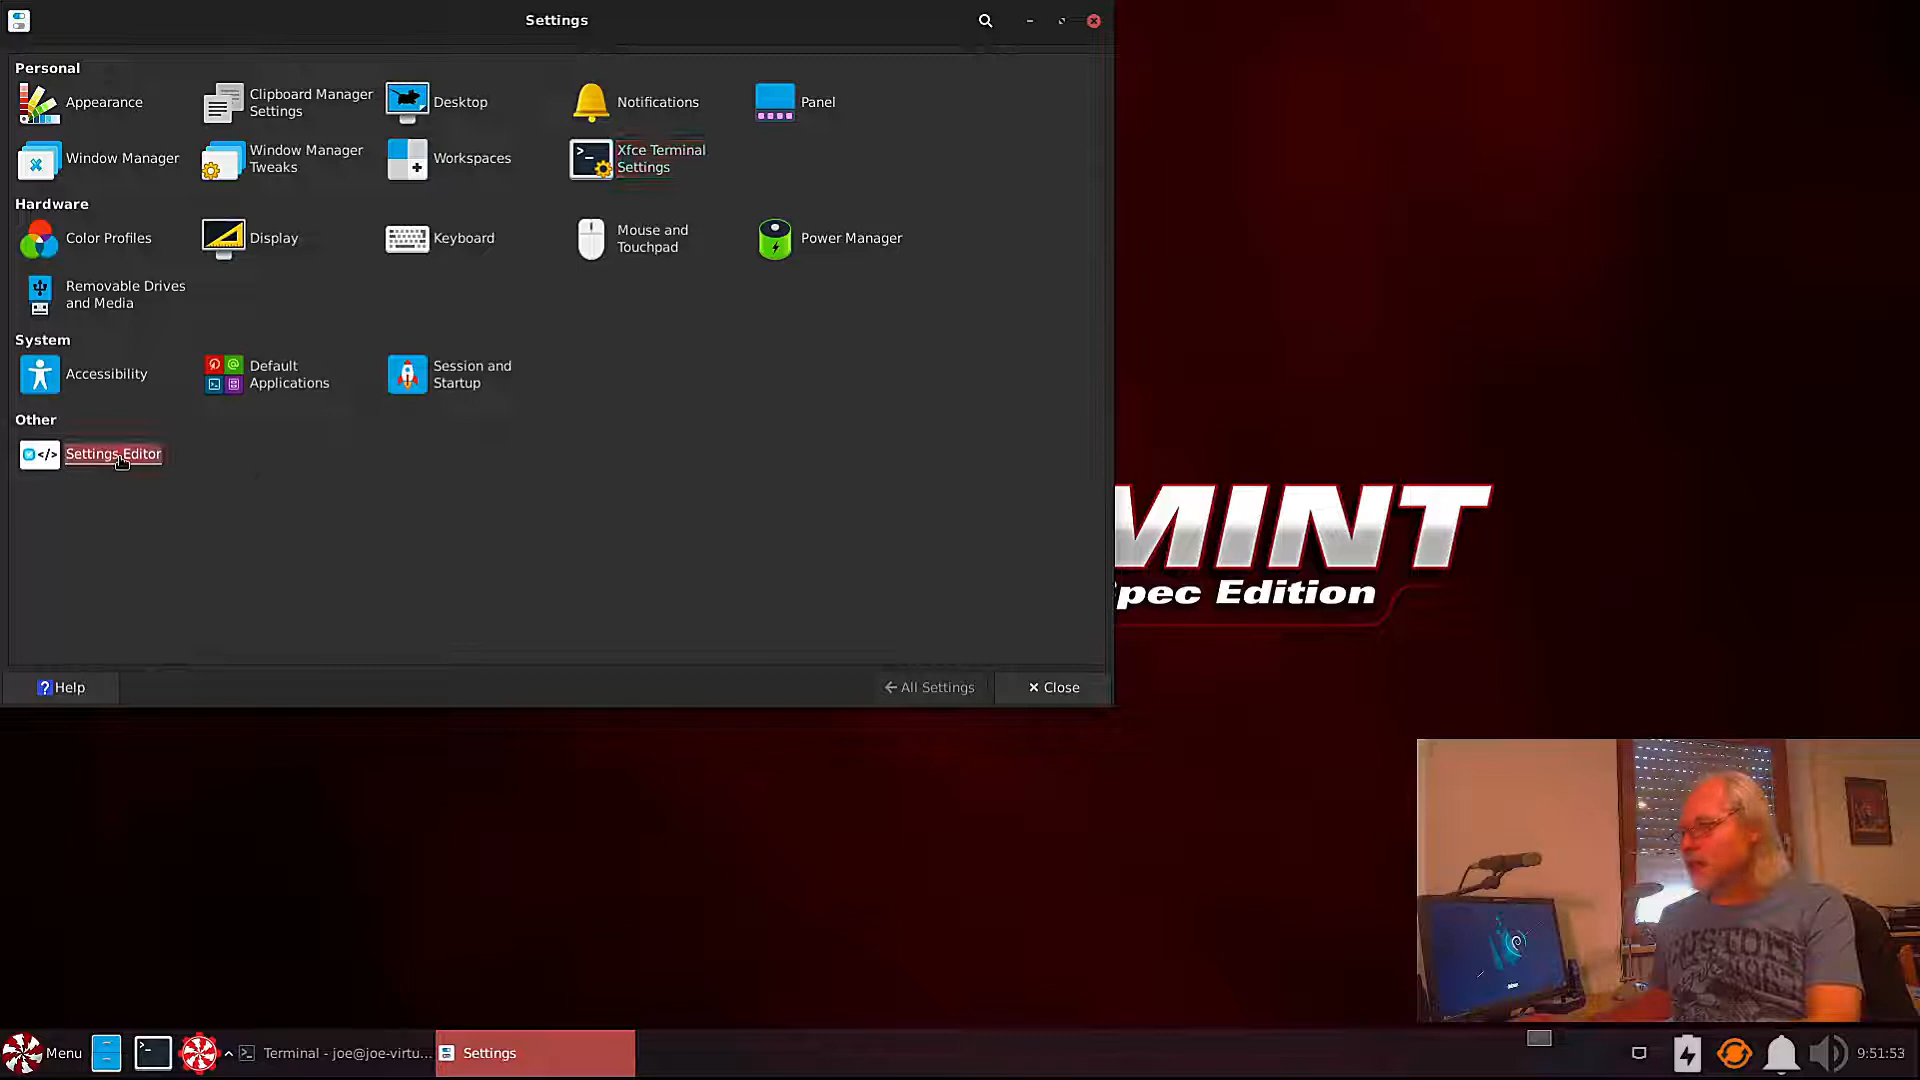 Settings
Personal
Appearance
Clipboard Manager
Settings
Desktop
Notifications
Panel
Window Manager
Window Manager
Tweaks
Workspaces
Xfce Terminal
Settings
Hardware
Color Profiles
Display
Keyboard
Mouse and
Touchpad
Power Manager
Removable Drives
and Media
System
Accessibility
Default
Applications
Session and
Startup
Other
Settings Editor
Help
All Settings
Close
MINT
pec Edition
CUSTOM
Menu
Terminal - joe@joe-virtu...
Settings
9:51:53